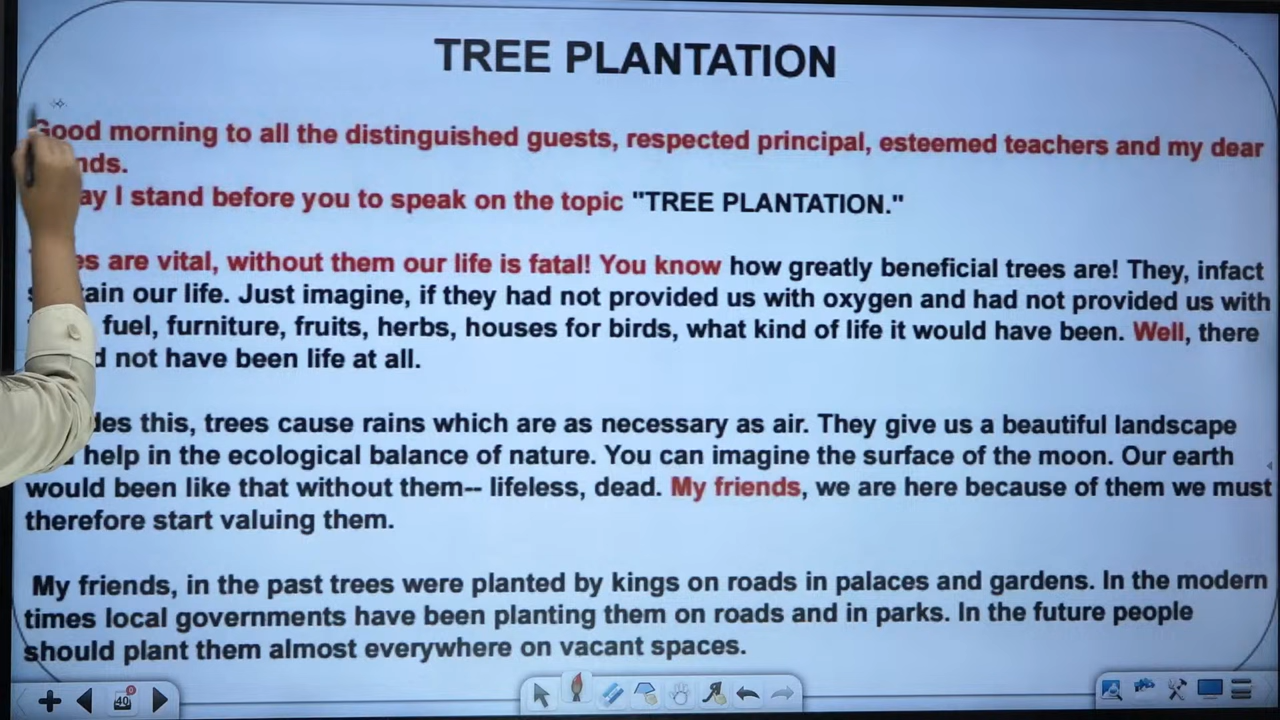 TREE PLANTATION
Good morning to all the distinguished guests, respected principal, esteemed teachers and my dear
nds.
ay I stand before you to speak on the topic "TREE PLANTATION."
es are vital, without them our life is fatal! You know how greatly beneficial trees are! They, infact
ain our life. Just imagine, if they had not provided us with oxygen and had not provided us with
fuel, furniture, fruits, herbs, houses for birds, what kind of life it would have been. Well, there
d not have been life at all.
des this, trees cause rains which are as necessary as air. They give us a beautiful landscape
help in the ecological balance of nature. You can imagine the surface of the moon. Our earth
would been like that without them-- lifeless, dead. My friends, we are here because of them we must
therefore start valuing them.
My friends, in the past trees were planted by kings on roads in palaces and gardens. In the modern
times local governments have been planting them on roads and in parks. In the future people
should plant them almost everywhere on vacant spaces.
40